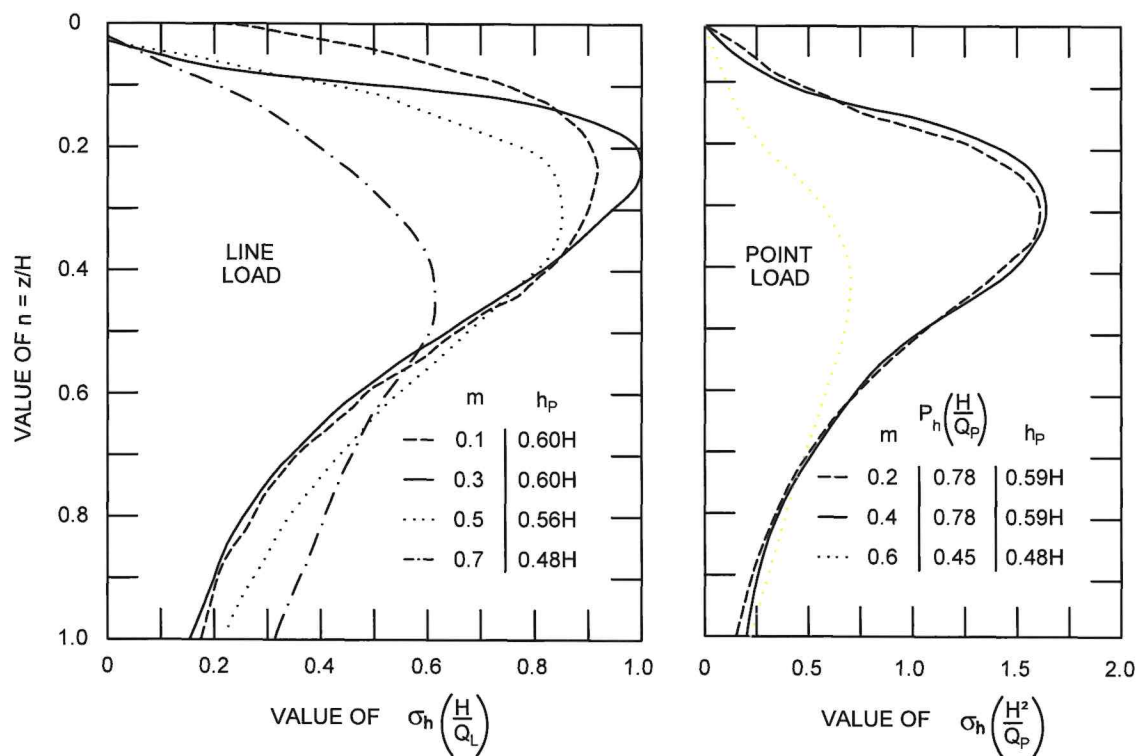 VALUE OF n = z/H
0
0.2
0.4
0.6
0.8
1.0
LINE
LOAD
m h_P
0.1 0.60H
0.3 0.60H
0.5 0.56H
0.7 0.48H
0 0.2 0.4 0.6 0.8 1.0
VALUE OF σ_h(H/Q_L)
POINT
LOAD
m P_h(H/Q_P) h_P
0.2 0.78 0.59H
0.4 0.78 0.59H
0.6 0.45 0.48H
0 0.5 1.0 1.5 2.0
VALUE OF σ_h(H²/Q_P)